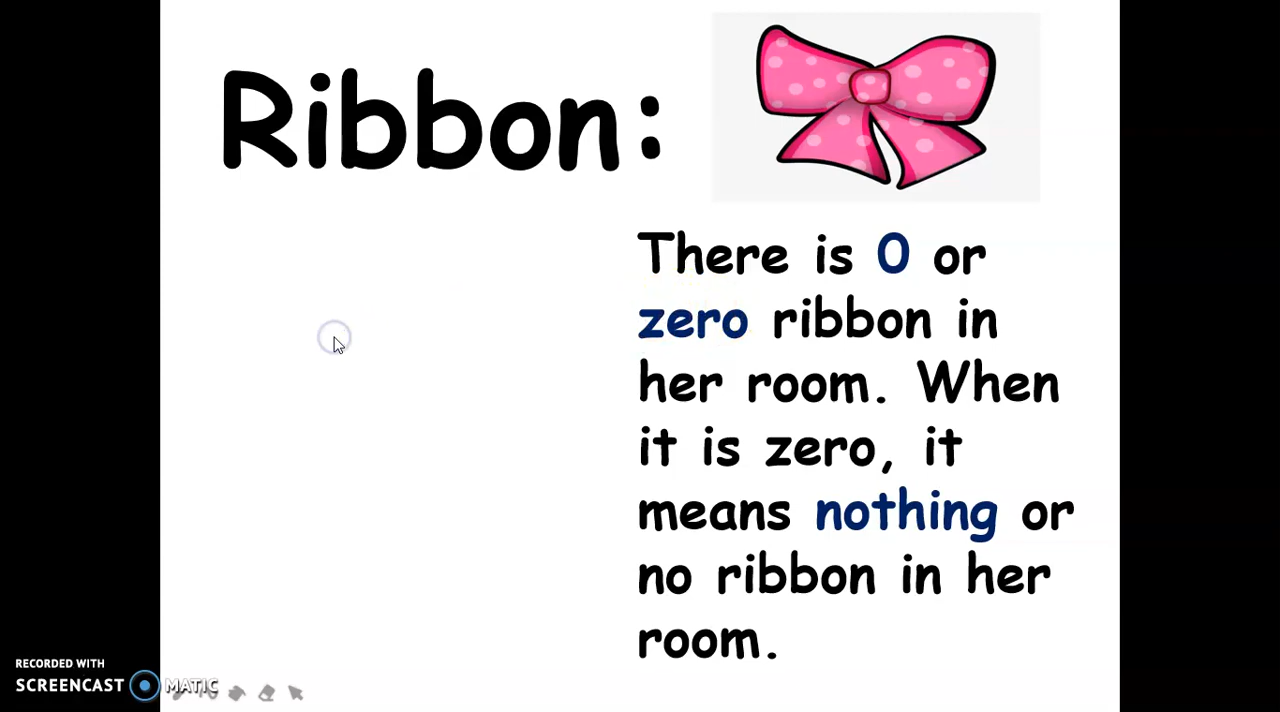 Ribbon:
There is 0 or
zero ribbon in
her room. When
it is zero, it
means nothing or
no ribbon in her
room.
RECORDED WITH
SCREENCAST MATIC